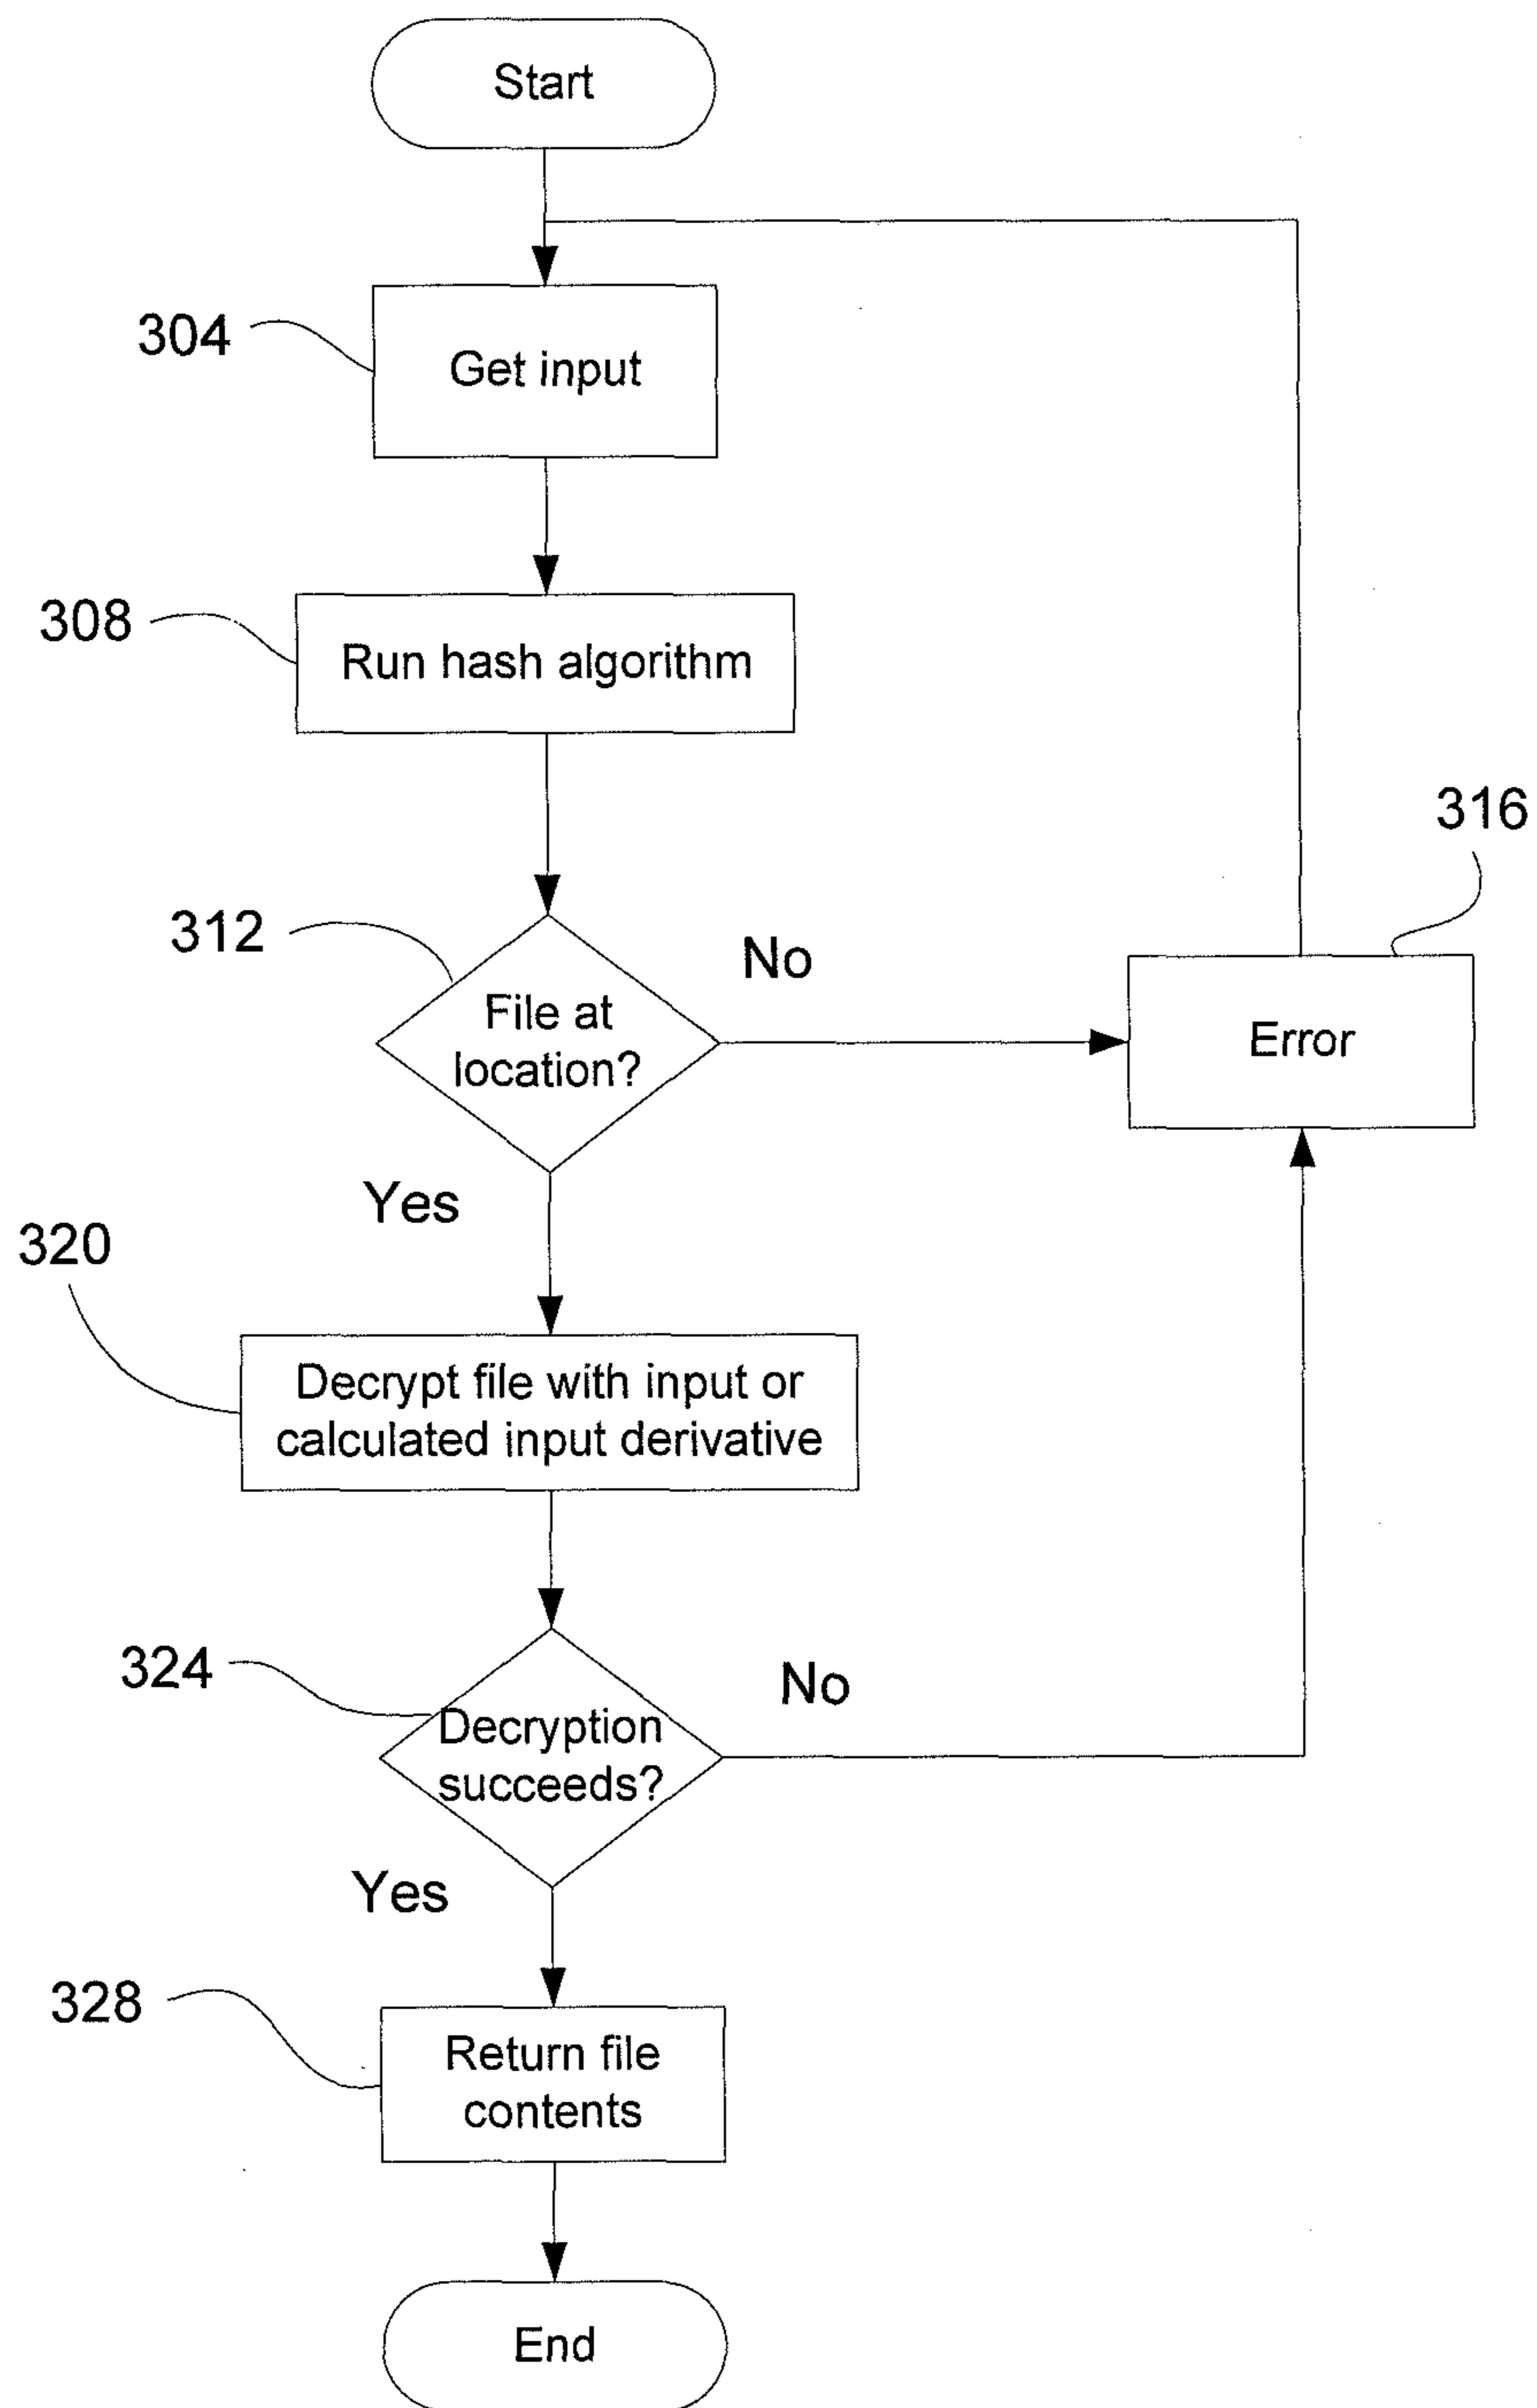 Start
304
Get input
308
Run hash algorithm
316
312
No
File at
location?
Error
Yes
320
Decrypt file with input or
calculated input derivative
324
No
Decryption
succeeds?
Yes
328
Return file
contents
End